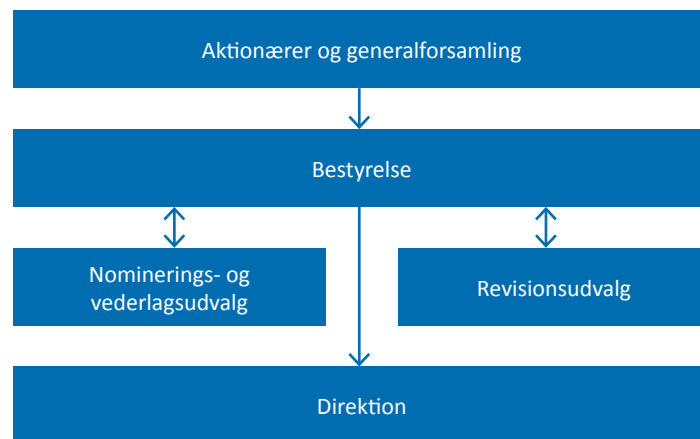 Aktionærer og generalforsamling
Bestyrelse
Nominerings- og
vederlagsudvalg
Revisionsudvalg
Direktion